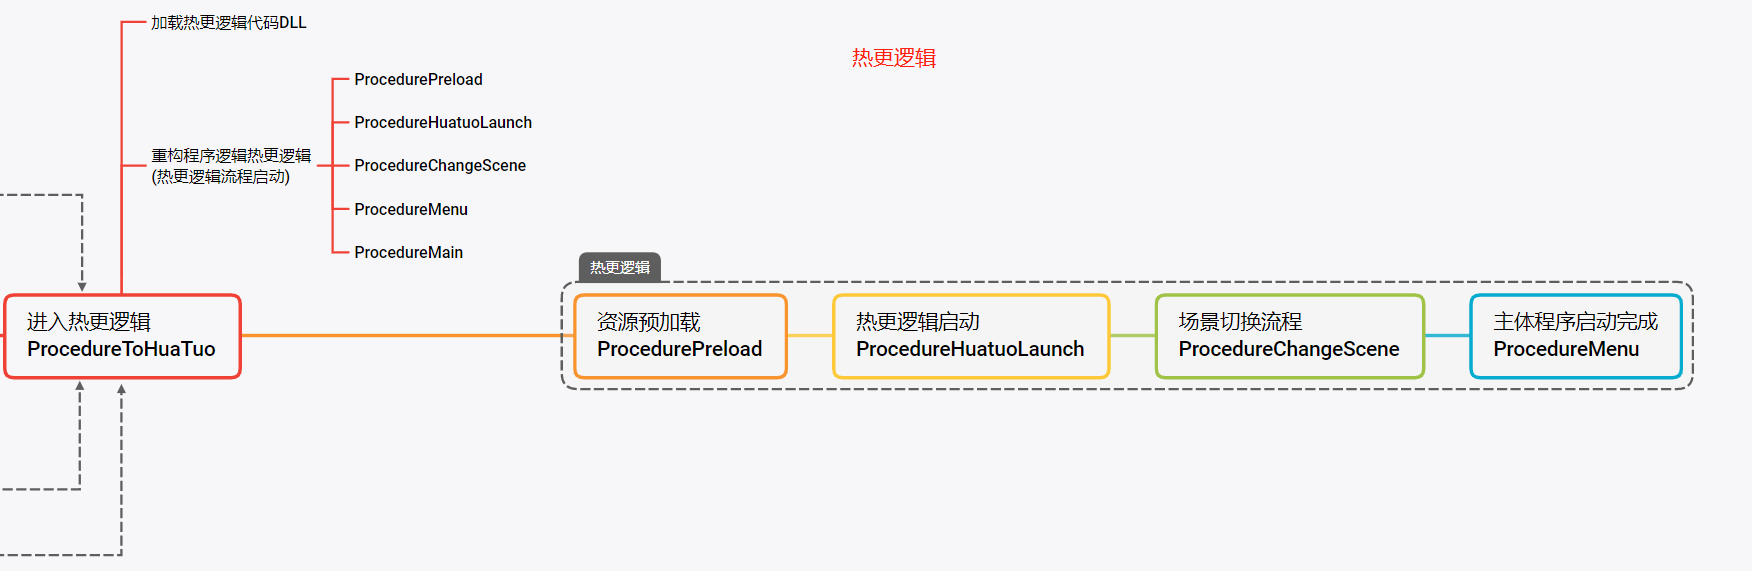 加载热更逻辑代码DLL
热更逻辑
ProcedurePreload
ProcedureHuatuoLaunch
重构程序逻辑热更逻辑
(热更逻辑流程启动)
ProcedureChangeScene
ProcedureMenu
ProcedureMain
热更逻辑
进入热更逻辑
ProcedureToHuaTuo
资源预加载
ProcedurePreload
热更逻辑启动
ProcedureHuatuoLaunch
场景切换流程
ProcedureChangeScene
主体程序启动完成
ProcedureMenu